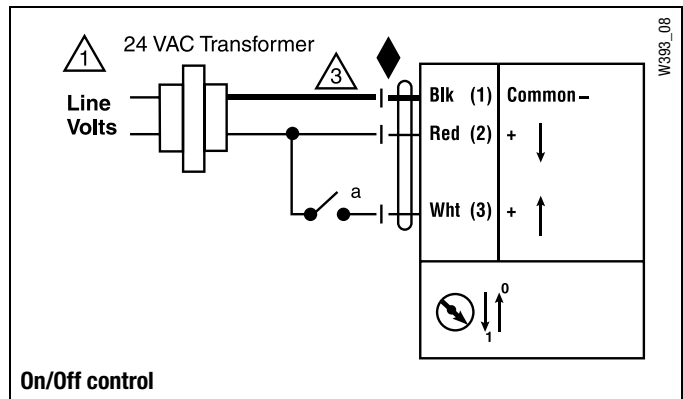 1
24 VAC Transformer
W393_08
3
Line
Volts
Blk (1) Common –
Red (2) +
a
Wht (3) +
0
1
On/Off control